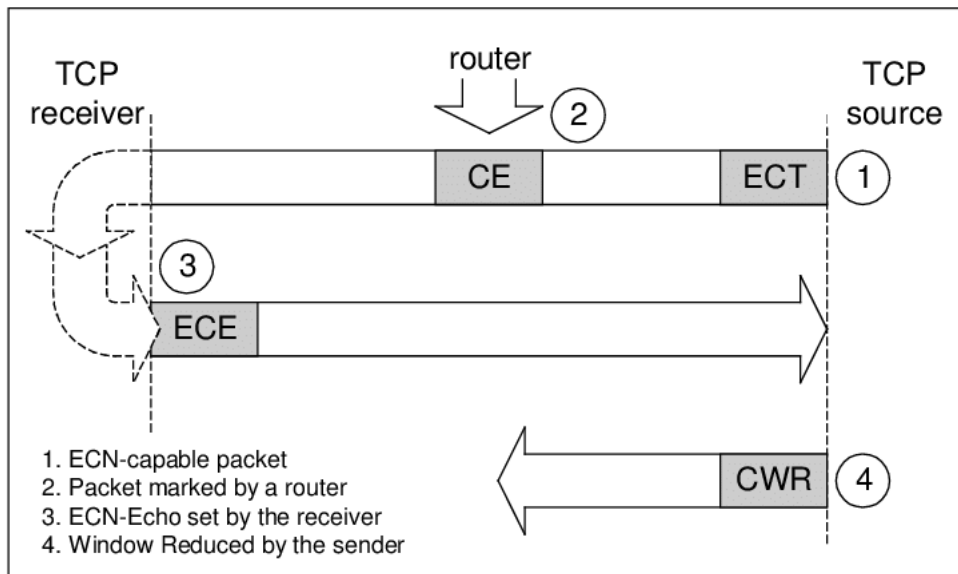 router
TCP
receiver
TCP
source
2
CE
ECT
1
3
ECE
CWR
4
1. ECN-capable packet
2. Packet marked by a router
3. ECN-Echo set by the receiver
4. Window Reduced by the sender